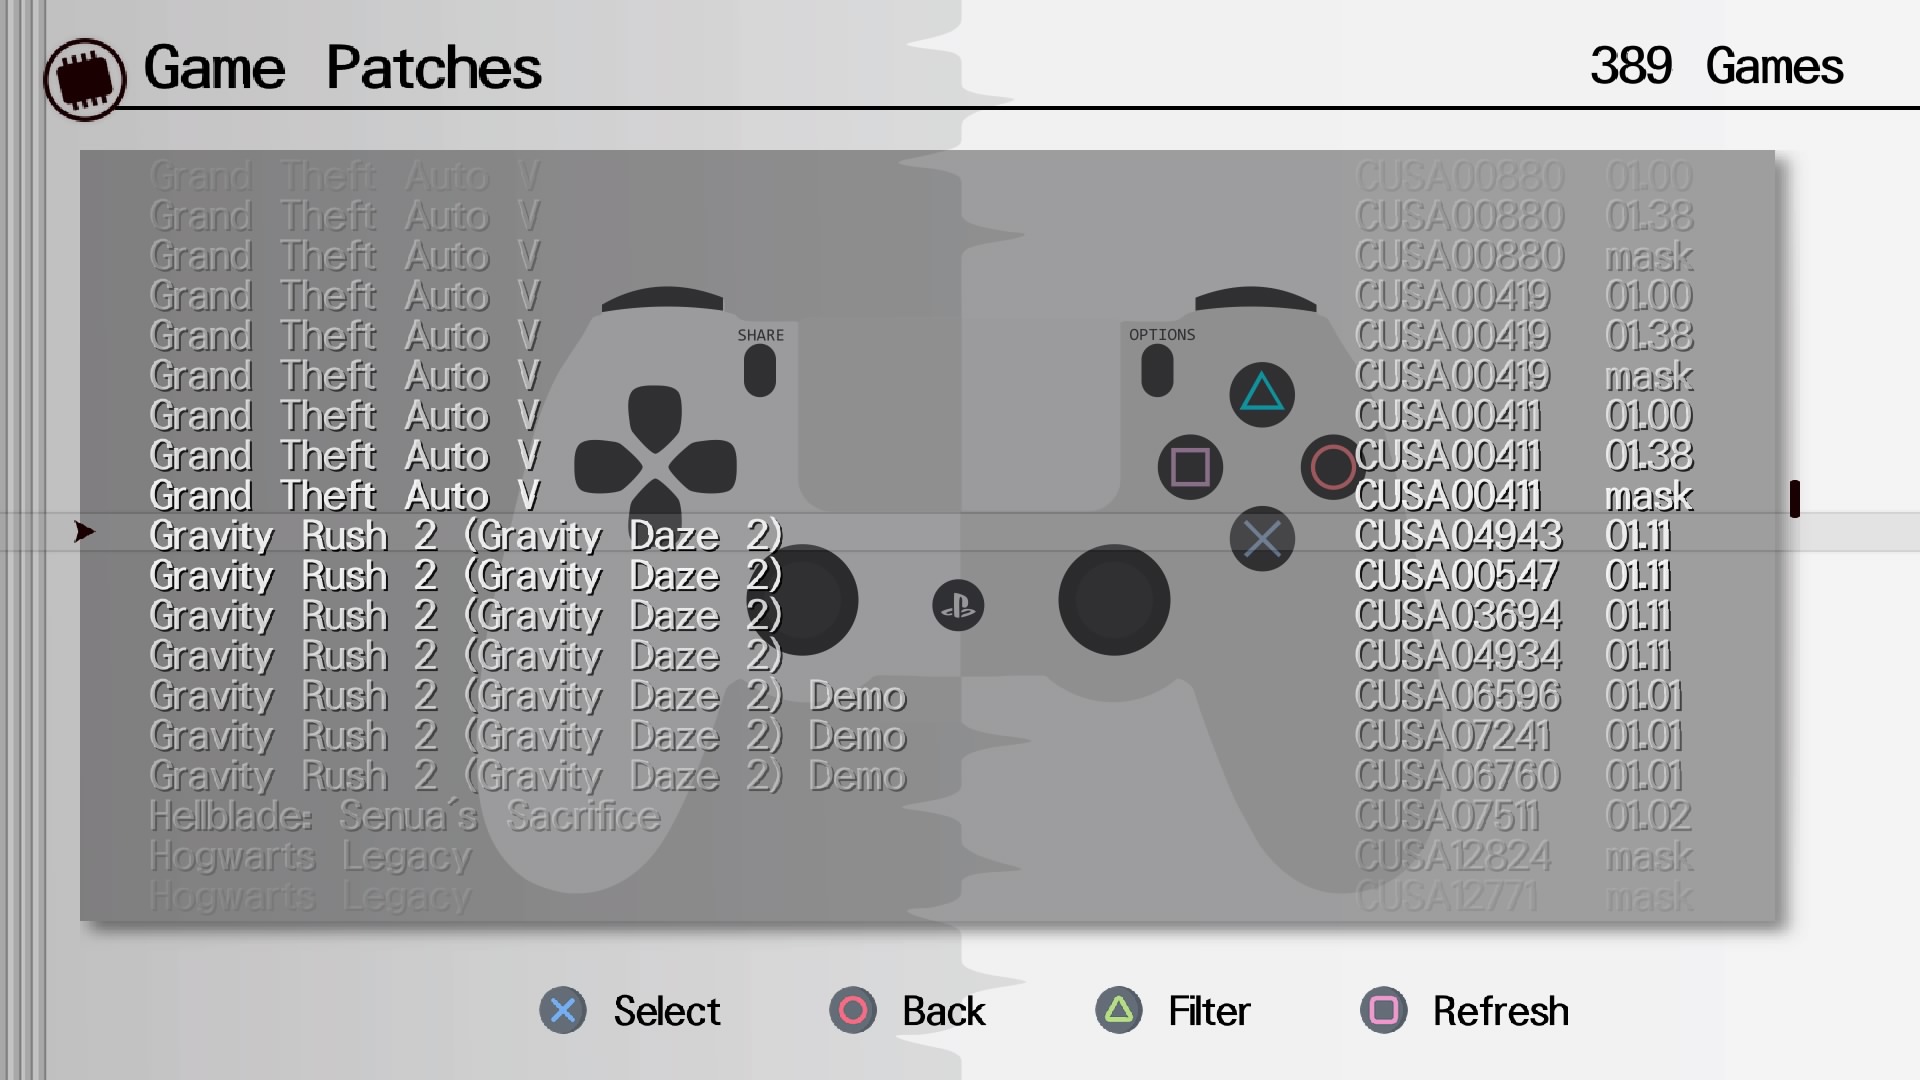 Game Patches 389 Games
Grand Theft Auto V CUSA00880 01.00
Grand Theft Auto V CUSA00880 01.38
Grand Theft Auto V CUSA00880 mask
Grand Theft Auto V CUSA00419 01.00
SHARE OPTIONS
Grand Theft Auto V CUSA00419 01.38
Grand Theft Auto V CUSA00419 mask
Grand Theft Auto V CUSA00411 01.00
Grand Theft Auto V CUSA00411 01.38
Grand Theft Auto V CUSA00411 mask
Gravity Rush 2 (Gravity Daze 2) CUSA04943 01.11
Gravity Rush 2 (Gravity Daze 2) CUSA00547 01.11
Gravity Rush 2 (Gravity Daze 2) CUSA03694 01.11
Gravity Rush 2 (Gravity Daze 2) CUSA04934 01.11
Gravity Rush 2 (Gravity Daze 2) Demo CUSA06596 01.01
Gravity Rush 2 (Gravity Daze 2) Demo CUSA07241 01.01
Gravity Rush 2 (Gravity Daze 2) Demo CUSA06760 01.01
Hellblade: Senua´s Sacrifice CUSA07511 01.02
Hogwarts Legacy CUSA12824 mask
Hogwarts Legacy CUSA12771 mask
Select Back Filter Refresh